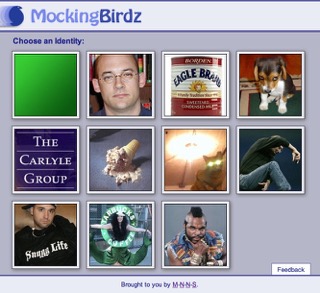 MockingBirdz
Choose an Identity:
BORDEN
EAGLE BRAND
THE
CARLYLE
GROUP
Snugg Life
Feedback
Brought to you by M-N-N-S.